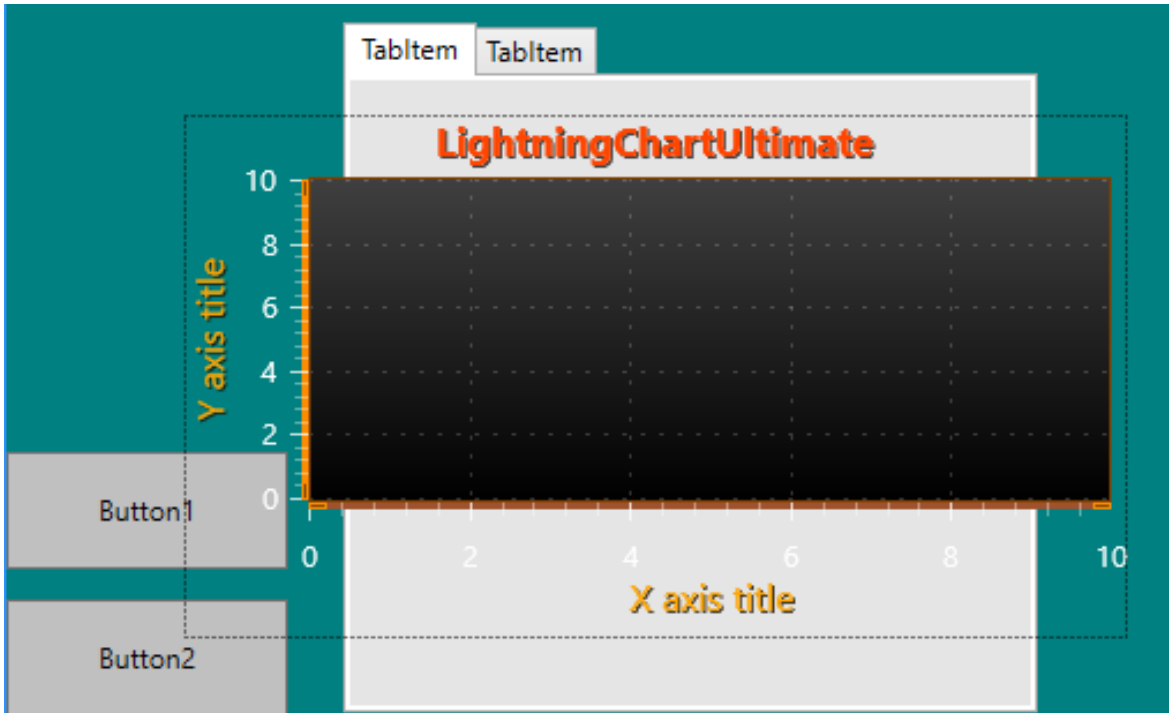 TabItem TabItem
LightningChartUltimate
10
8
6
4
2
0
Y axis title
0 2 4 6 8 10
X axis title
Button1
Button2